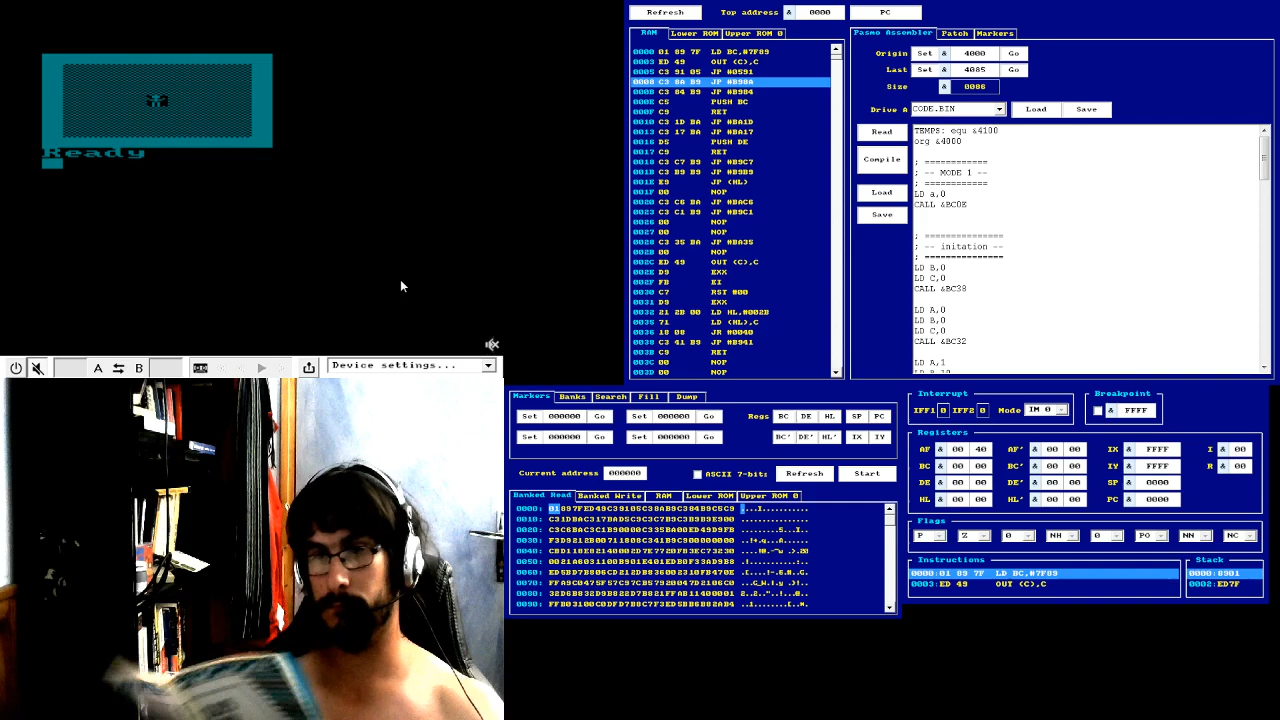 Ready
Device settings...
A
B
Refresh
Top address & 0000
PC
RAM Lower ROM Upper ROM 0
0000 01 89 7F LD BC,#7F89
0003 ED 49 OUT (C),C
0005 C3 91 05 JP #0591
0008 C3 8A B9 JP #B98A
000B C3 84 B9 JP #B984
000E C5 PUSH BC
000F C9 RET
0010 C3 1D BA JP #BA1D
0013 C3 17 BA JP #BA17
0016 D5 PUSH DE
0017 C9 RET
0018 C3 C7 B9 JP #B9C7
001B C3 B9 B9 JP #B9B9
001E E9 JP (HL)
001F 00 NOP
0020 C3 C6 BA JP #BAC6
0023 C3 C1 B9 JP #B9C1
0026 00 NOP
0027 00 NOP
0028 C3 35 BA JP #BA35
002B 00 NOP
002C ED 49 OUT (C),C
002E D9 EXX
002F FB EI
0030 C7 RST #00
0031 D9 EXX
0032 21 2B 00 LD HL,#002B
0035 71 LD (HL),C
0036 18 08 JR #0040
0038 C3 41 B9 JP #B941
003B C9 RET
003C 00 NOP
003D 00 NOP
Pasmo Assembler Patch Markers
Origin Set & 4000 Go
Last Set & 4085 Go
Size & 0086
Drive A CODE.BIN Load Save
Read
Compile
Load
Save
TEMPS: equ &4100
org &4000
; ============
; -- MODE 1 --
; ============
LD a,0
CALL &BC0E
; ===============
; -- initation --
; ===============
LD B,0
LD C,0
CALL &BC38
LD A,0
LD B,0
LD C,0
CALL &BC32
LD A,1
Markers Banks Search Fill Dump
Set 000000 Go Set 000000 Go Regs BC DE HL SP PC
Set 000000 Go Set 000000 Go BC' DE' HL' IX IY
Current address 000000 ASCII 7-bit: Refresh Start
Banked Read Banked Write RAM Lower ROM Upper ROM 0
0000: 01897FED49C39105C38AB9C384B9C5C9
0010: C31DBAC317BAD5C9C3C7B9C3B9B9E900
0020: C3C6BAC3C1B90000C335BA00ED49D9FB
0030: C7D9212B00711808C341B9C900000000
Interrupt
IFF1 0 IFF2 0 Mode IM 0
Breakpoint
& FFFF
Registers
AF & 00 40 AF' & 00 00 IX & FFFF I & 00
BC & 00 00 BC' & 00 00 IY & FFFF R & 00
DE & 00 00 DE' & 00 00 SP & 0000
HL & 00 00 HL' & 00 00 PC & 0000
Flags
P Z 0 NH 0 PO NN NC
Instructions
0000:01 89 7F LD BC,#7F89
0003:ED 49 OUT (C),C
Stack
0000:8901
0002:ED7F